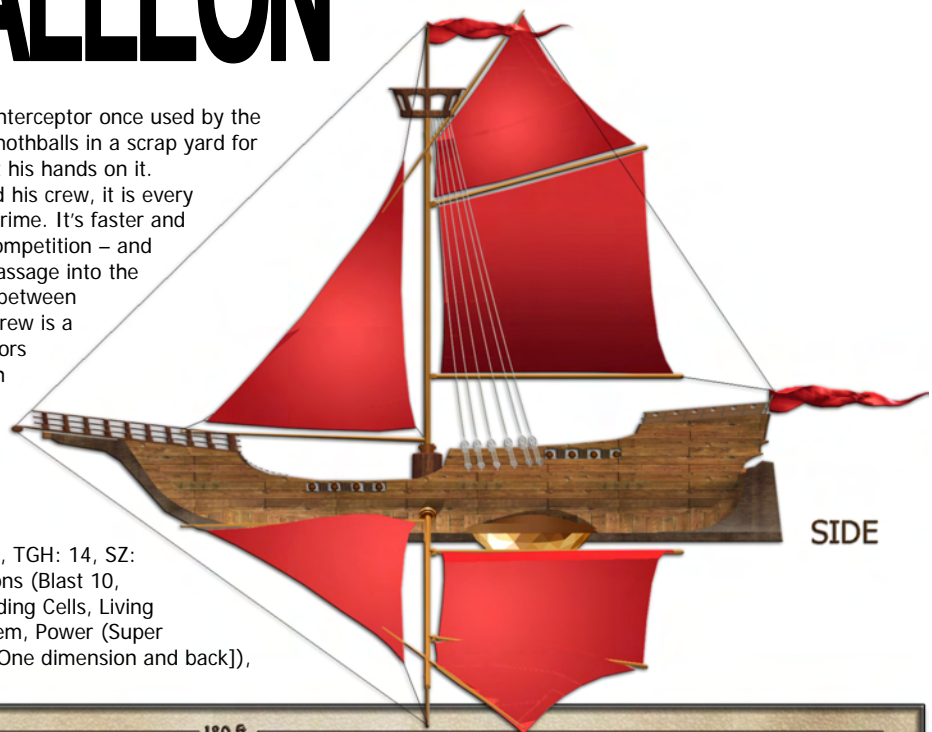 ALLEON
nterceptor once used by the
nothballs in a scrap yard for
his hands on it.
d his crew, it is every
rime. It's faster and
ompetition – and
assage into the
between
rew is a
ors
n
SIDE
, TGH: 14, SZ:
ons (Blast 10,
ding Cells, Living
em, Power (Super
One dimension and back]),
180 ft